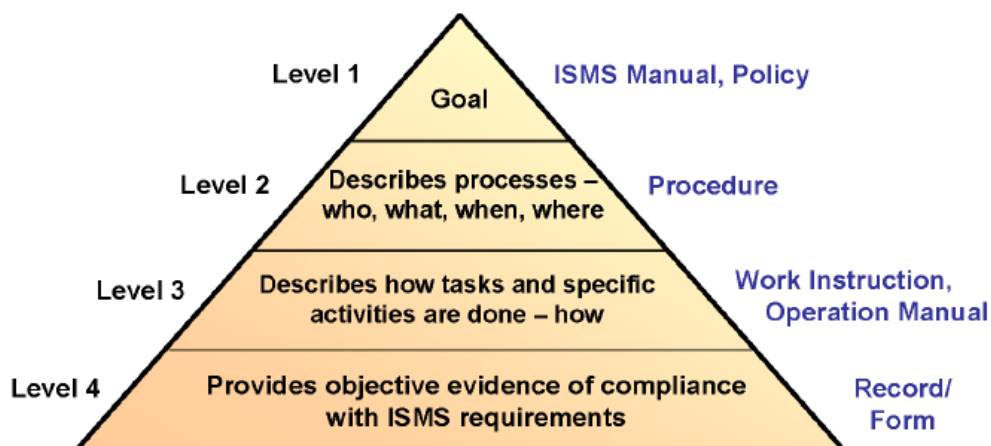 Level 1
Goal
ISMS Manual, Policy
Level 2
Describes processes –
who, what, when, where
Procedure
Level 3
Describes how tasks and specific
activities are done – how
Work Instruction,
Operation Manual
Level 4
Provides objective evidence of compliance
with ISMS requirements
Record/
Form